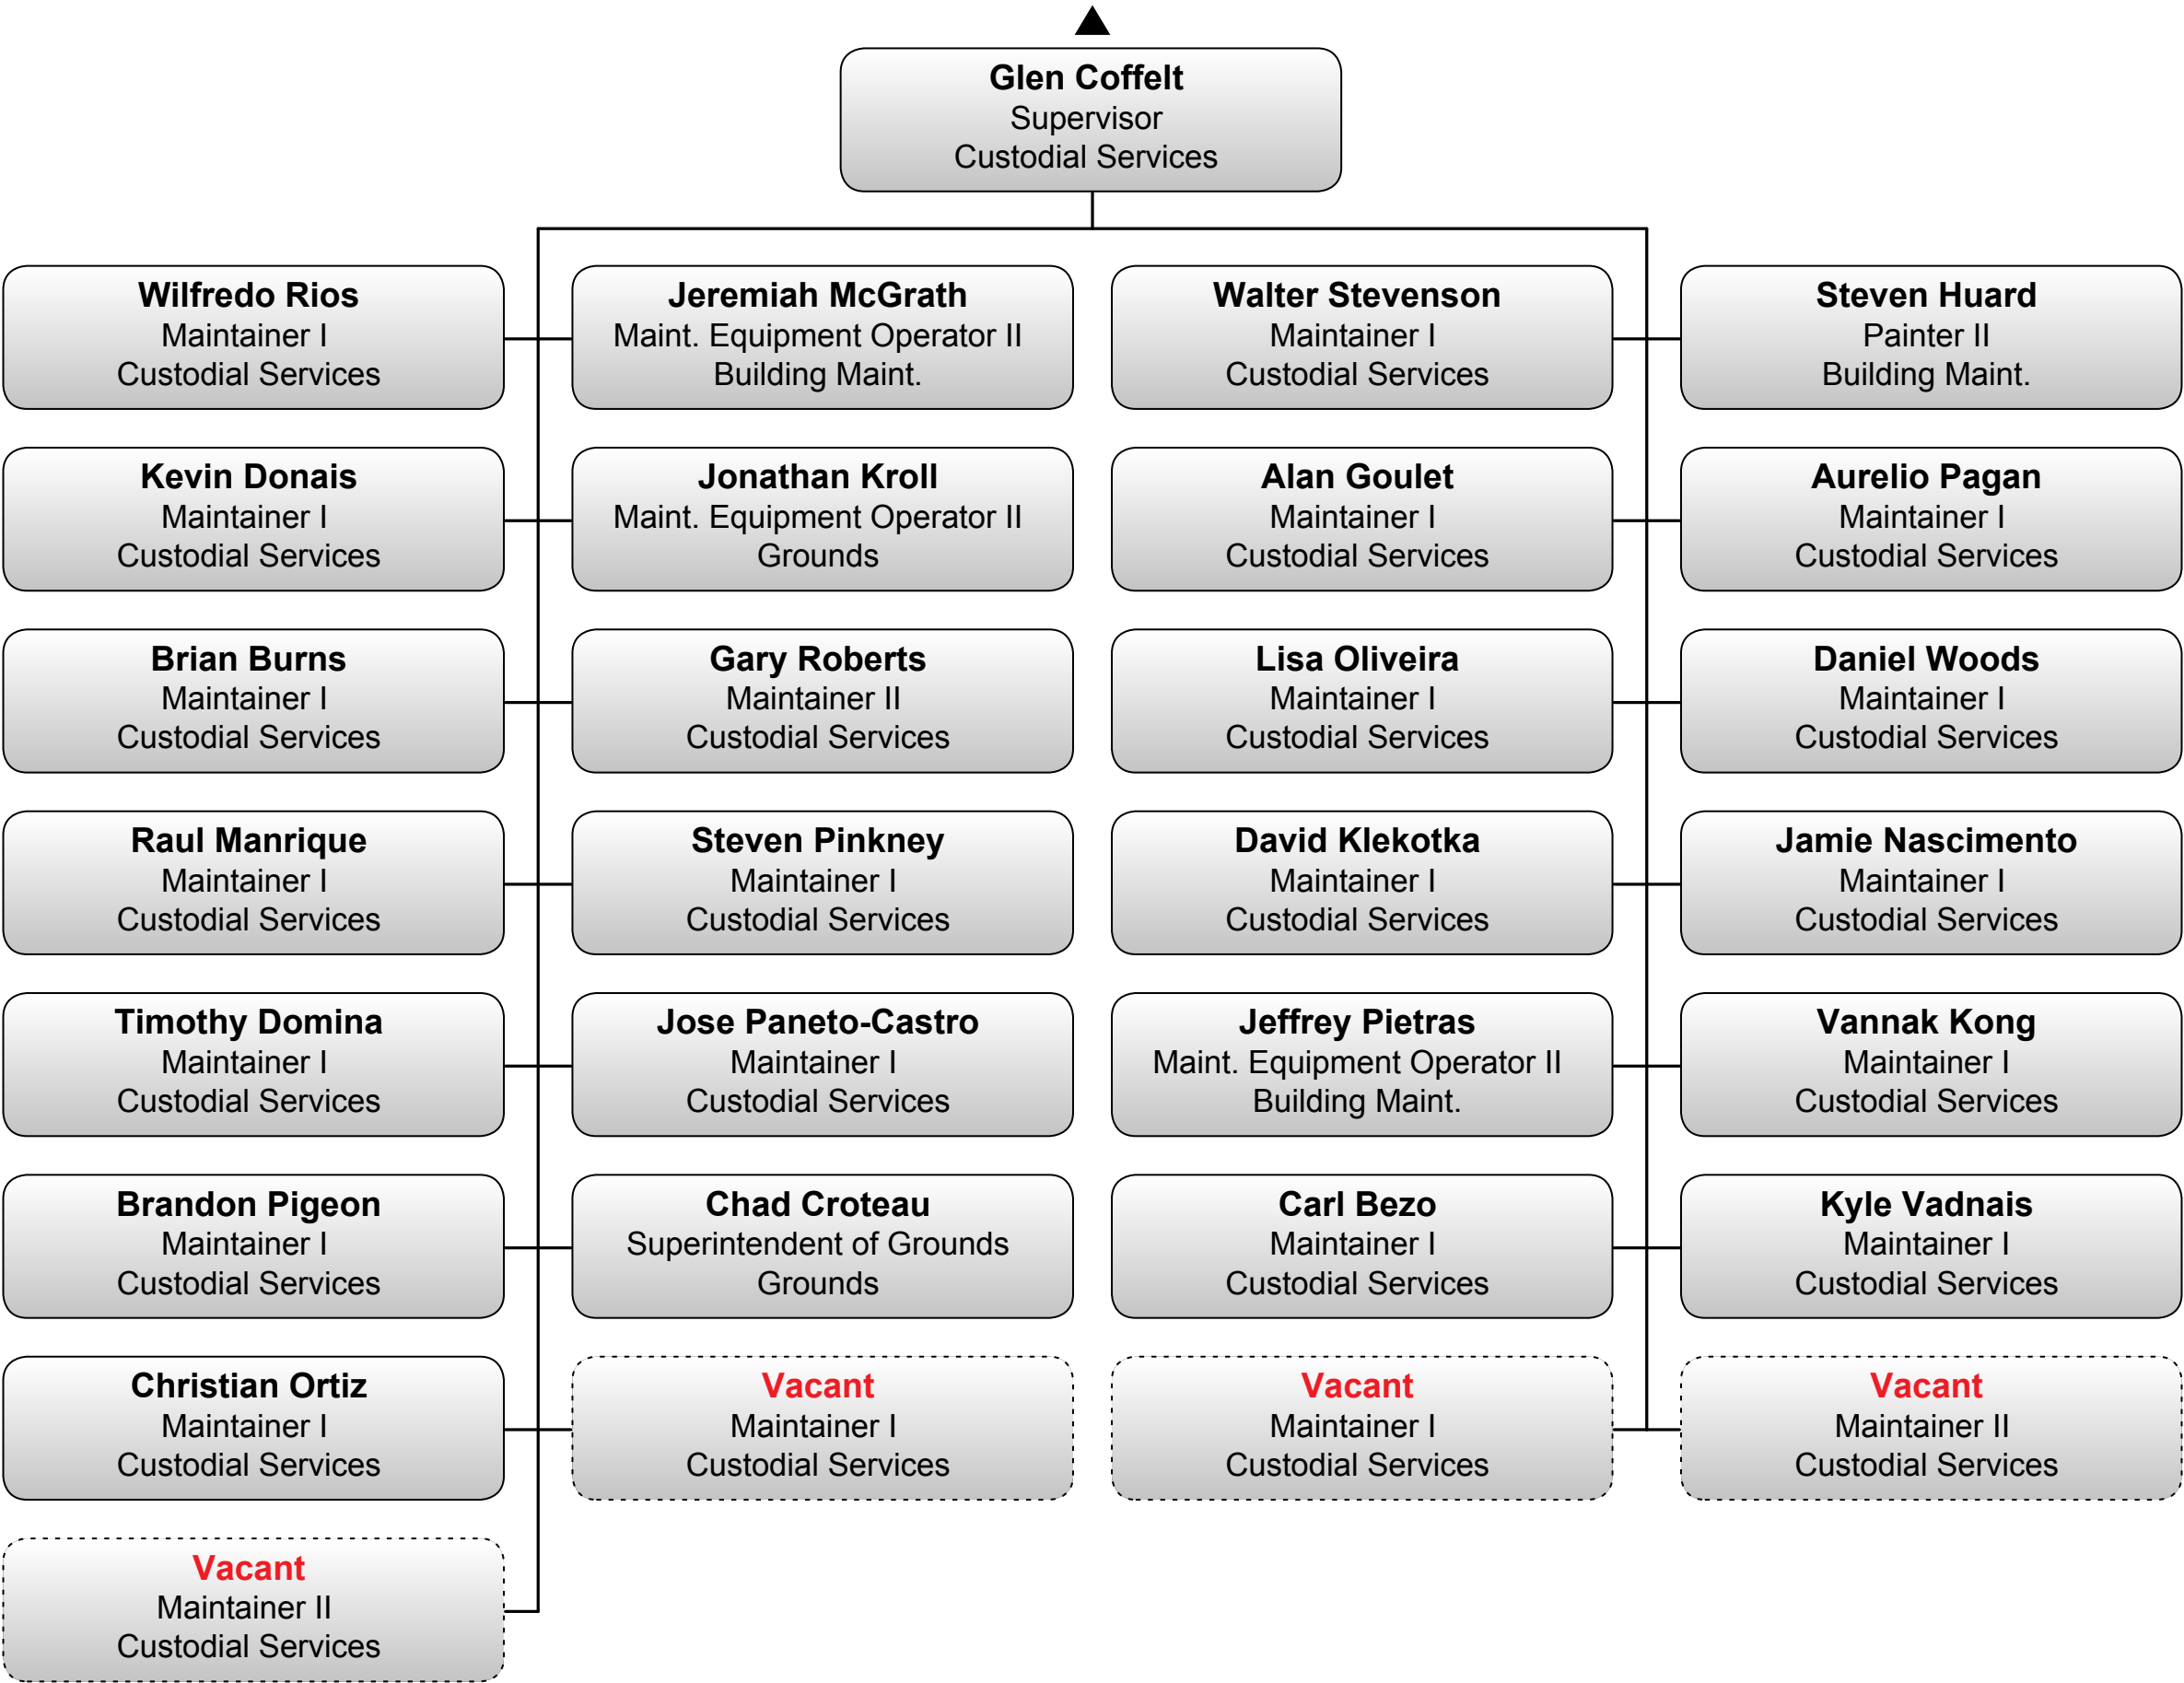 Glen Coffelt
Supervisor
Custodial Services
Wilfredo Rios
Maintainer I
Custodial Services
Jeremiah McGrath
Maint. Equipment Operator II
Building Maint.
Walter Stevenson
Maintainer I
Custodial Services
Steven Huard
Painter II
Building Maint.
Kevin Donais
Maintainer I
Custodial Services
Jonathan Kroll
Maint. Equipment Operator II
Grounds
Alan Goulet
Maintainer I
Custodial Services
Aurelio Pagan
Maintainer I
Custodial Services
Brian Burns
Maintainer I
Custodial Services
Gary Roberts
Maintainer II
Custodial Services
Lisa Oliveira
Maintainer I
Custodial Services
Daniel Woods
Maintainer I
Custodial Services
Raul Manrique
Maintainer I
Custodial Services
Steven Pinkney
Maintainer I
Custodial Services
David Klekotka
Maintainer I
Custodial Services
Jamie Nascimento
Maintainer I
Custodial Services
Timothy Domina
Maintainer I
Custodial Services
Jose Paneto-Castro
Maintainer I
Custodial Services
Jeffrey Pietras
Maint. Equipment Operator II
Building Maint.
Vannak Kong
Maintainer I
Custodial Services
Brandon Pigeon
Maintainer I
Custodial Services
Chad Croteau
Superintendent of Grounds
Grounds
Carl Bezo
Maintainer I
Custodial Services
Kyle Vadnais
Maintainer I
Custodial Services
Christian Ortiz
Maintainer I
Custodial Services
Vacant
Maintainer I
Custodial Services
Vacant
Maintainer I
Custodial Services
Vacant
Maintainer II
Custodial Services
Vacant
Maintainer II
Custodial Services